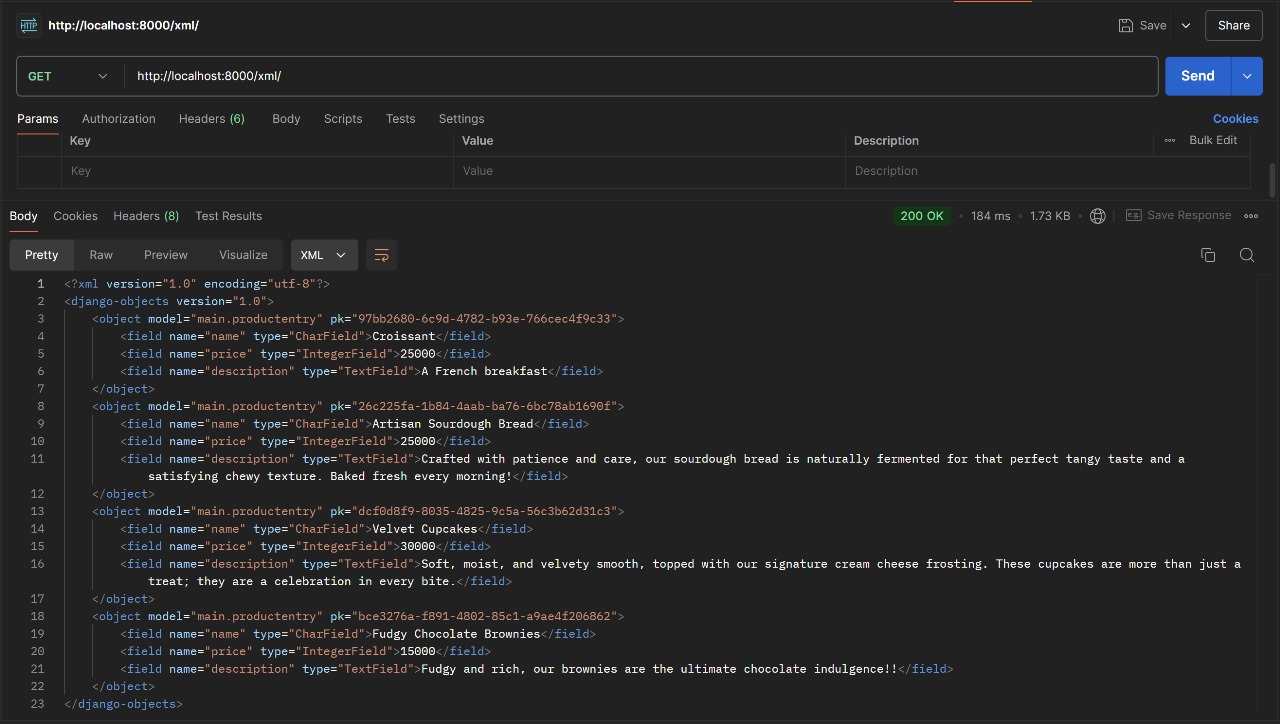 HTTP http://localhost:8000/xml/ Save Share
GET http://localhost:8000/xml/ Send
Params Authorization Headers (6) Body Scripts Tests Settings Cookies
Key Value Description Bulk Edit
Key Value Description
Body Cookies Headers (8) Test Results 200 OK 184 ms 1.73 KB Save Response
Pretty Raw Preview Visualize XML
1 <?xml version="1.0" encoding="utf-8"?>
2 <django-objects version="1.0">
3 <object model="main.productentry" pk="97bb2680-6c9d-4782-b93e-766cec4f9c33">
4 <field name="name" type="CharField">Croissant</field>
5 <field name="price" type="IntegerField">25000</field>
6 <field name="description" type="TextField">A French breakfast</field>
7 </object>
8 <object model="main.productentry" pk="26c225fa-1b84-4aab-ba76-6bc78ab1690f">
9 <field name="name" type="CharField">Artisan Sourdough Bread</field>
10 <field name="price" type="IntegerField">25000</field>
11 <field name="description" type="TextField">Crafted with patience and care, our sourdough bread is naturally fermented for that perfect tangy taste and a
satisfying chewy texture. Baked fresh every morning!</field>
12 </object>
13 <object model="main.productentry" pk="dcf0d8f9-8035-4825-9c5a-56c3b62d31c3">
14 <field name="name" type="CharField">Velvet Cupcakes</field>
15 <field name="price" type="IntegerField">30000</field>
16 <field name="description" type="TextField">Soft, moist, and velvety smooth, topped with our signature cream cheese frosting. These cupcakes are more than just a
treat; they are a celebration in every bite.</field>
17 </object>
18 <object model="main.productentry" pk="bce3276a-f891-4802-85c1-a9ae4f206862">
19 <field name="name" type="CharField">Fudgy Chocolate Brownies</field>
20 <field name="price" type="IntegerField">15000</field>
21 <field name="description" type="TextField">Fudgy and rich, our brownies are the ultimate chocolate indulgence!!</field>
22 </object>
23 </django-objects>